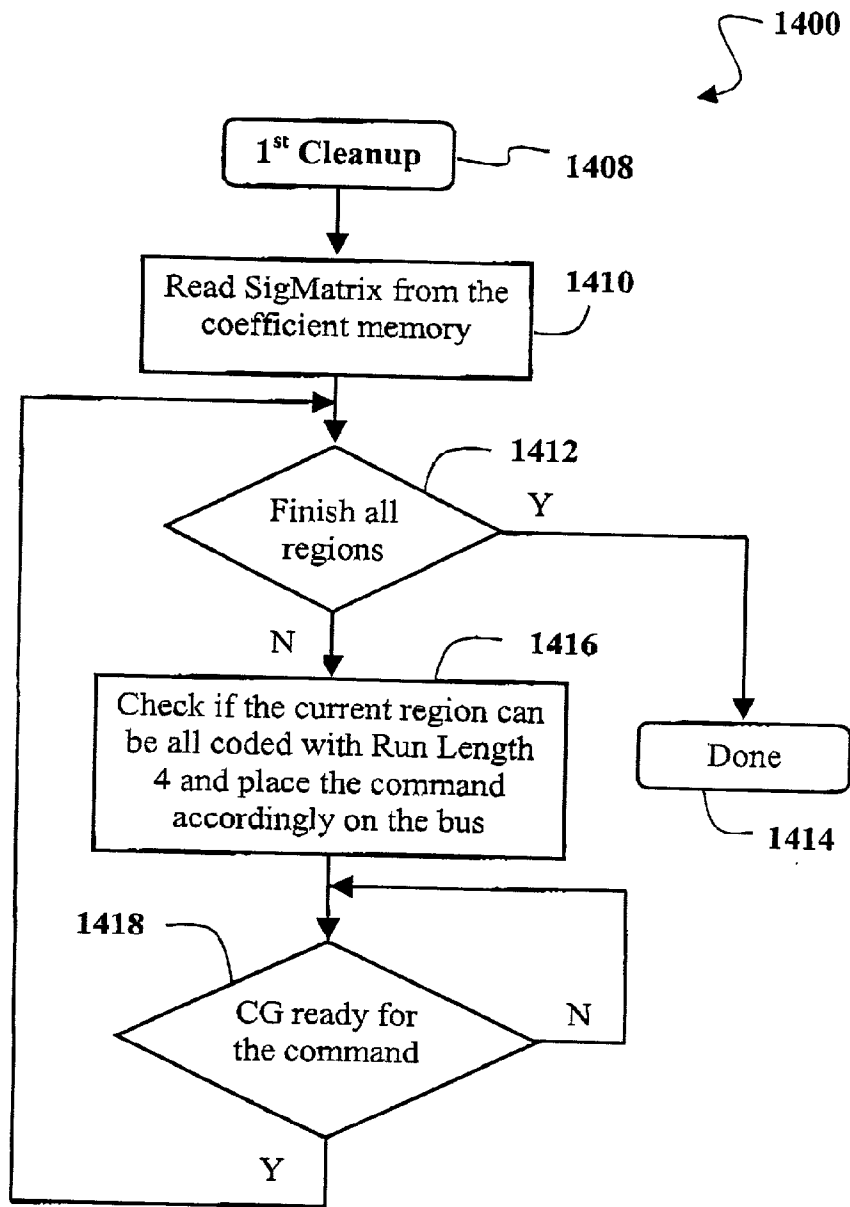 1400
1st Cleanup
1408
Read SigMatrix from the
coefficient memory
1410
1412
Finish all
regions
Y
N
1416
Check if the current region can
be all coded with Run Length
4 and place the command
accordingly on the bus
Done
1414
1418
CG ready for
the command
N
Y